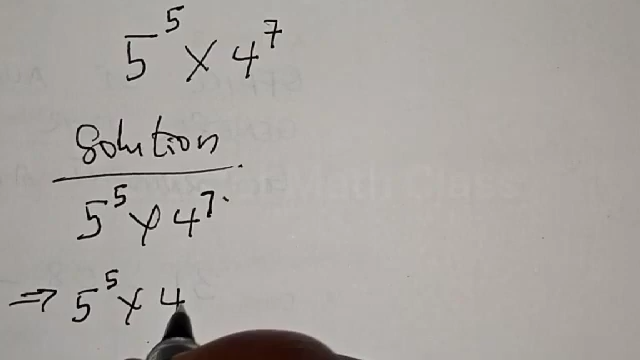 5⁵ × 4⁷
Solution
5⁵ × 4⁷.
⇒ 5⁵ × 4